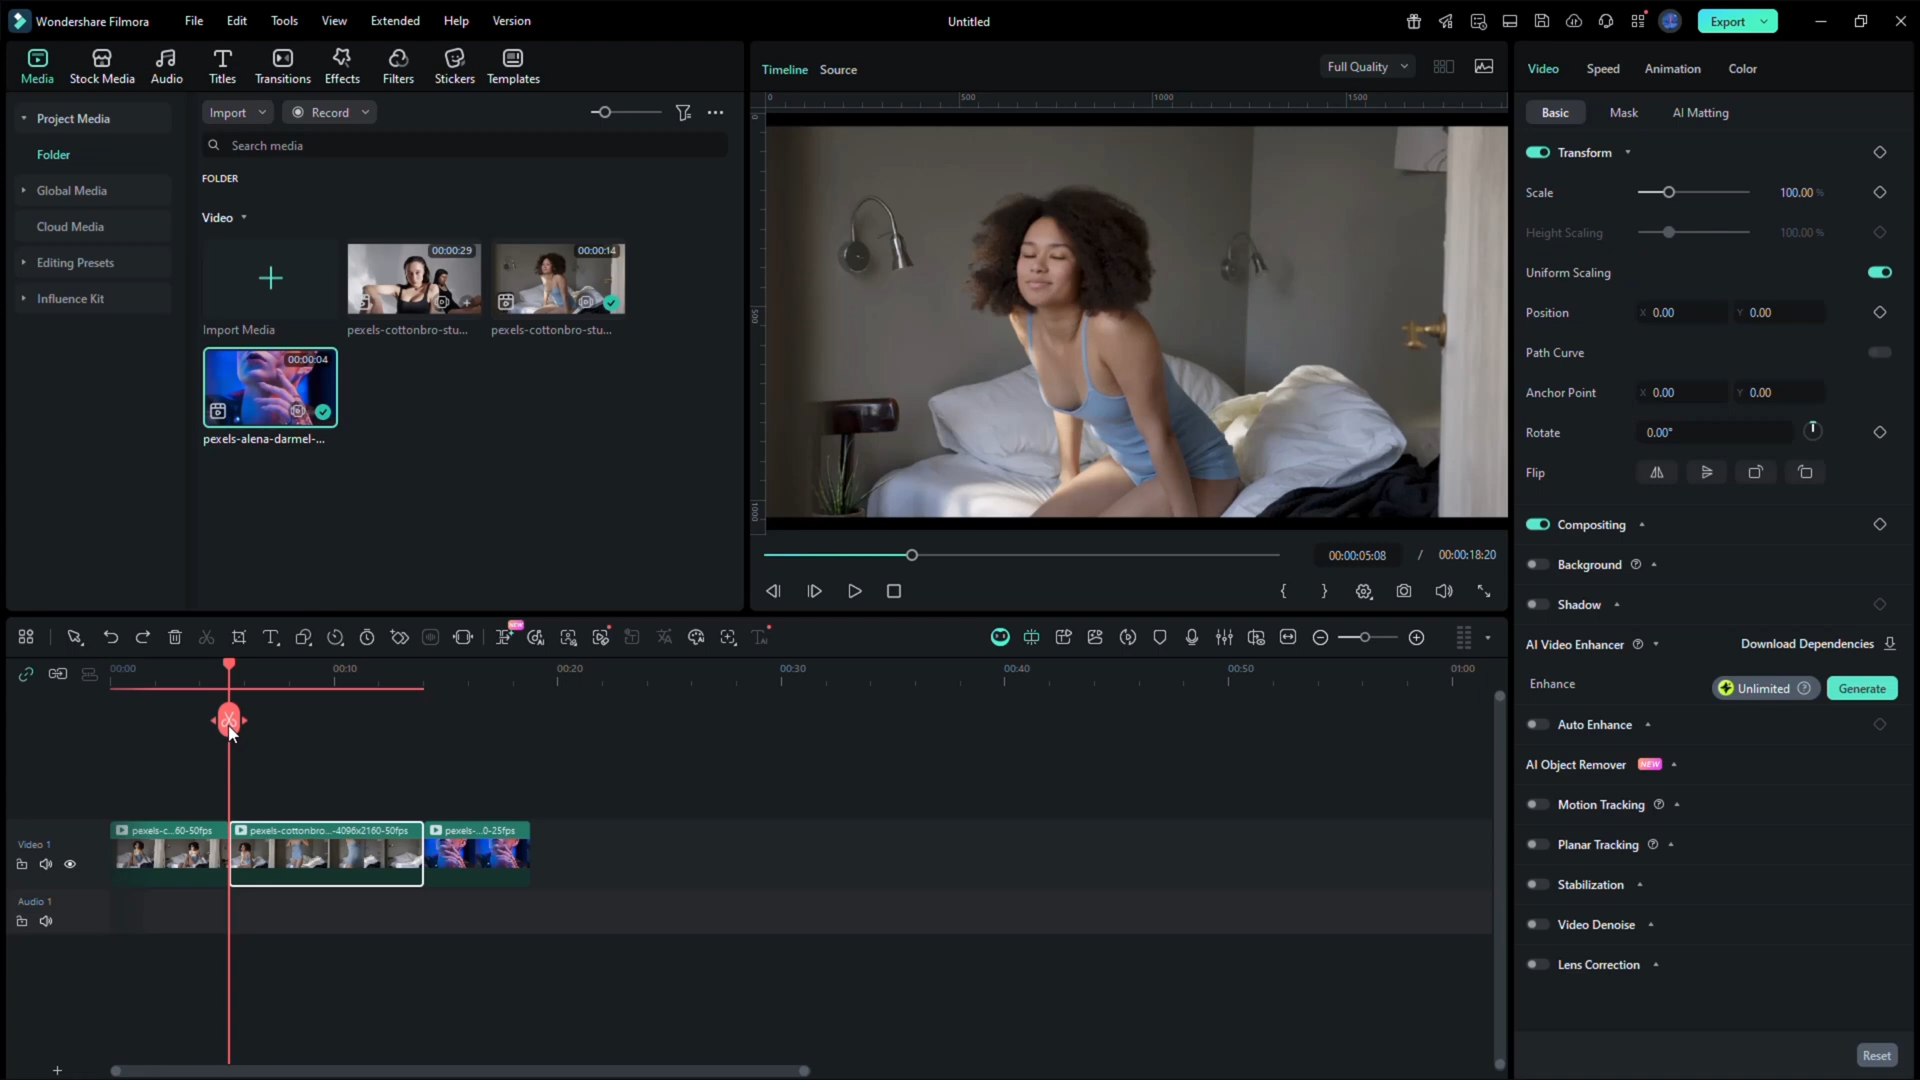 Wondershare Filmora File Edit Tools View Extended Help Version Untitled Export
Media Stock Media Audio Titles Transitions Effects Filters Stickers Templates
Timeline Source Full Quality
Video Speed Animation Color
Project Media
Folder
Global Media
Cloud Media
Editing Presets
Influence Kit
Import Record
Search media
FOLDER
Video
Import Media
00:00:29
pexels-cottonbro-stu...
00:00:14
pexels-cottonbro-stu...
00:00:04
pexels-alena-darmel-...
0 500 1000 1500
0
500
1000
00:00:05:08 / 00:00:18:20
{ }
Basic Mask AI Matting
Transform
Scale 100.00 %
Height Scaling 100.00 %
Uniform Scaling
Position X 0.00 Y 0.00
Path Curve
Anchor Point X 0.00 Y 0.00
Rotate 0.00°
Flip
Compositing
Background
Shadow
AI Video Enhancer Download Dependencies
Enhance Unlimited Generate
Auto Enhance
AI Object Remover NEW
Motion Tracking
Planar Tracking
Stabilization
Video Denoise
Lens Correction
Reset
NEW
00:00 00:10 00:20 00:30 00:40 00:50 01:00
Video 1
pexels-c...60-50fps pexels-cottonbro...-4096x2160-50fps pexels-...0-25fps
Audio 1